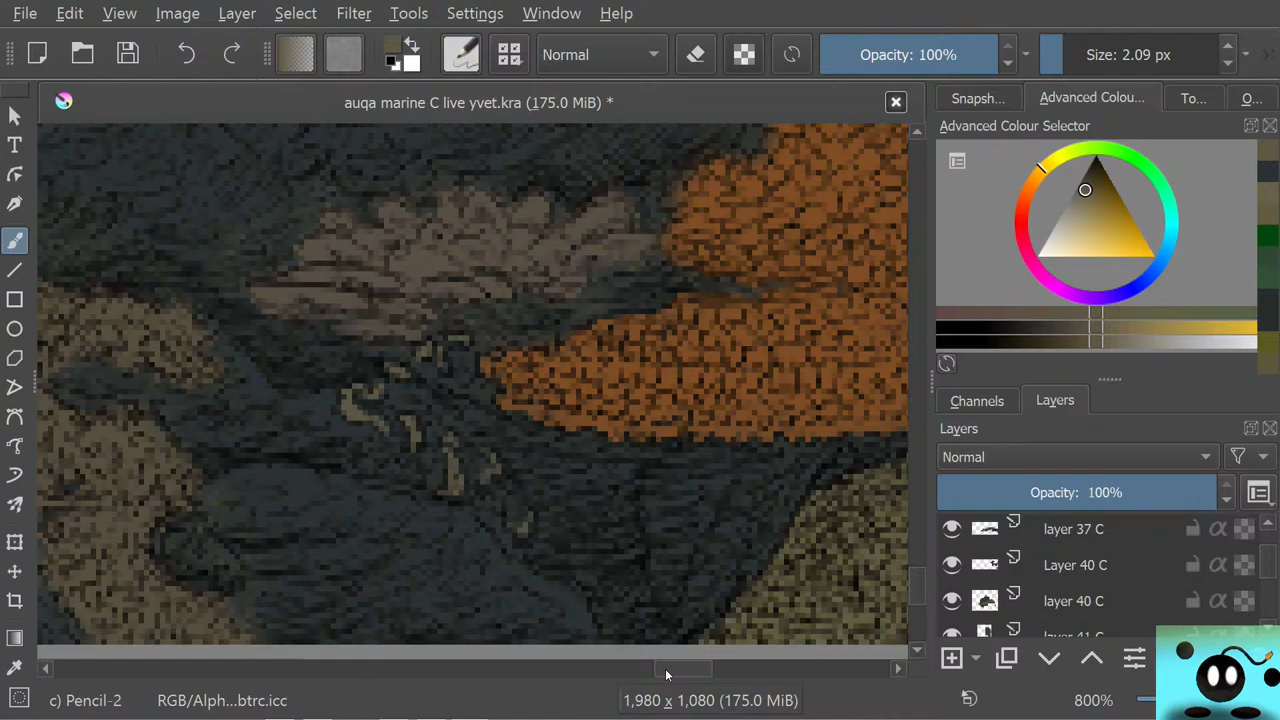 File Edit View Image Layer Select Filter Tools Settings Window Help
Normal
Opacity: 100%
Size: 2.09 px
auqa marine C live yvet.kra (175.0 MiB) *
Snapsh... Advanced Colou... To... O...
Advanced Colour Selector
Channels Layers
Layers
Normal
Opacity: 100%
layer 37 C
Layer 40 C
layer 40 C
layer 41 C
c) Pencil-2
RGB/Alph...btrc.icc
1,980 x 1,080 (175.0 MiB)
800%